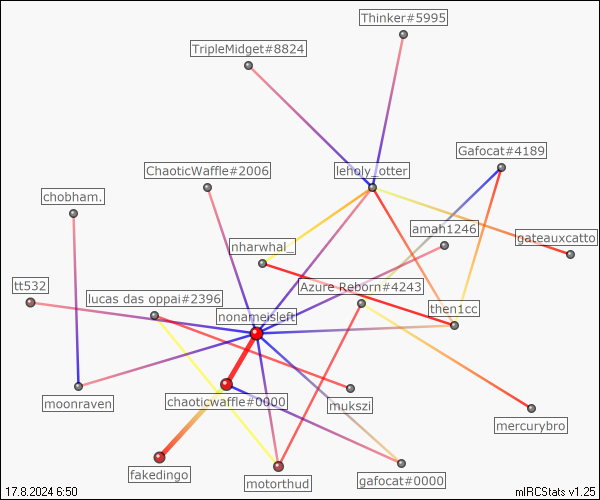 Thinker#5995
TripleMidget#8824
Gafocat#4189
ChaoticWaffle#2006
leholy_otter
chobham.
amah1246
gateauxcatto
nharwhal_
tt532
Azure Reborn#4243
lucas das oppai#2396
then1cc
nonameisleft
moonraven
chaoticwaffle#0000
mukszi
mercurybro
fakedingo
motorthud
gafocat#0000
17.8.2024 6:50
mIRCStats v1.25